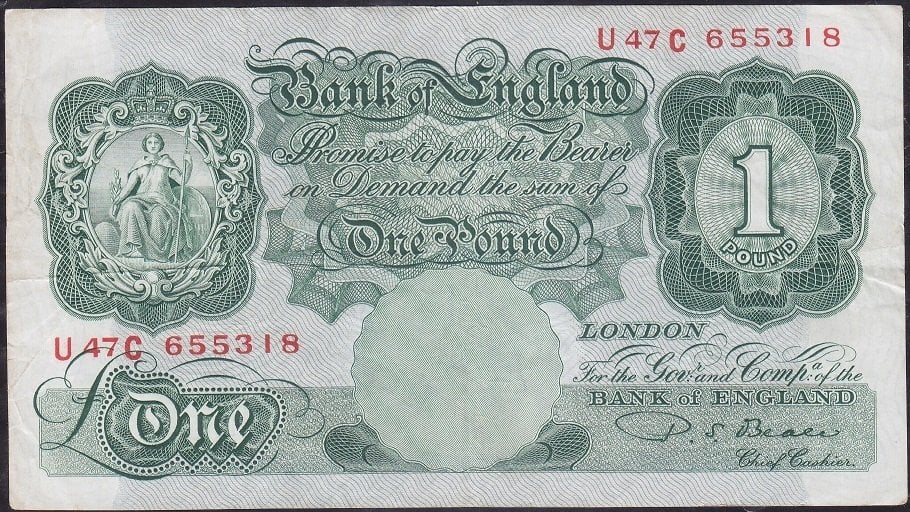 U47C 655318
Bank of England
Promise to pay the Bearer
on Demand the sum of
One Pound
1
POUND
U47C 655318
LONDON
For the Govr. and Compa. of the
BANK of ENGLAND
£One
P. S. Beale
Chief Cashier.